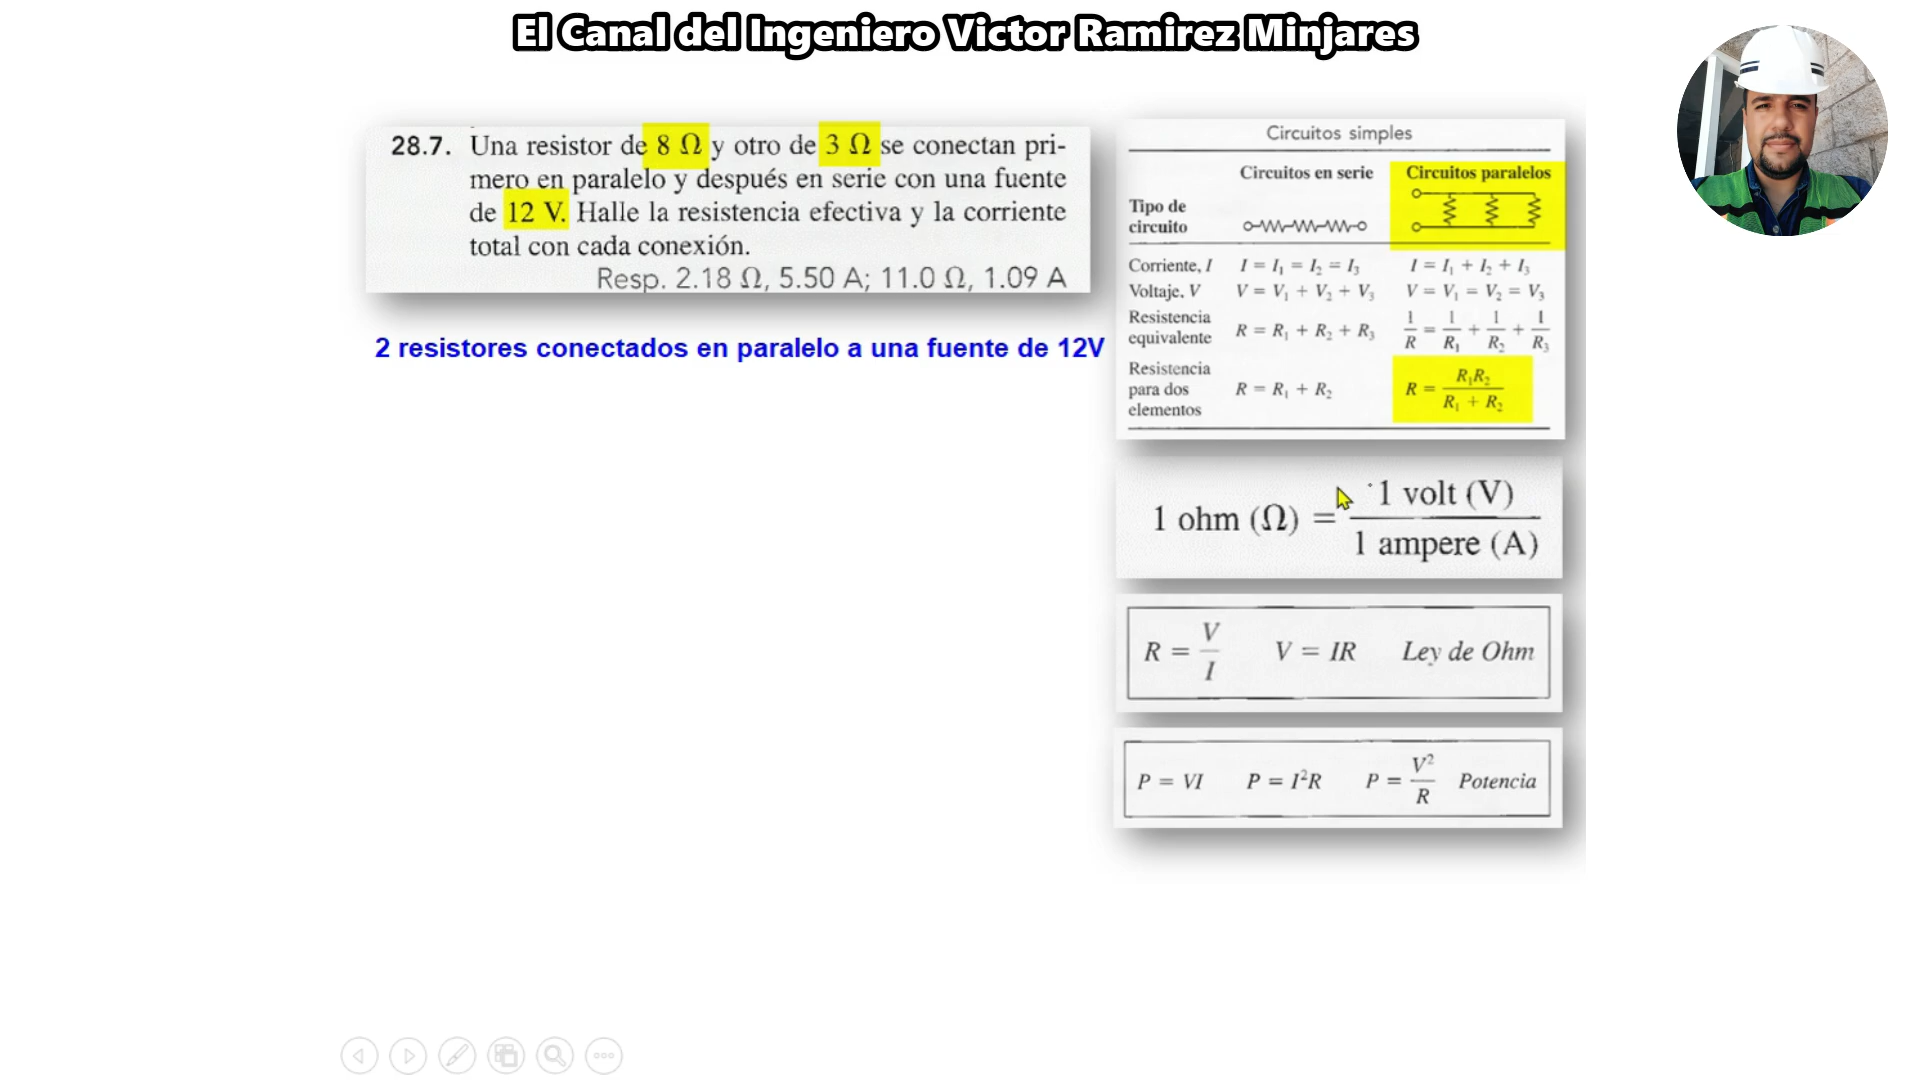 El Canal del Ingeniero Victor Ramirez Minjares
28.7. Una resistor de 8 Ω y otro de 3 Ω se conectan pri-
mero en paralelo y después en serie con una fuente
de 12 V. Halle la resistencia efectiva y la corriente
total con cada conexión.
Resp. 2.18 Ω, 5.50 A; 11.0 Ω, 1.09 A
2 resistores conectados en paralelo a una fuente de 12V
Circuitos simples
Circuitos en serie Circuitos paralelos
Tipo de
circuito
Corriente, I I = I₁ = I₂ = I₃ I = I₁ + I₂ + I₃
Voltaje, V V = V₁ + V₂ + V₃ V = V₁ = V₂ = V₃
Resistencia
equivalente R = R₁ + R₂ + R₃ 1/R = 1/R₁ + 1/R₂ + 1/R₃
Resistencia
para dos R = R₁ + R₂ R = R₁R₂/(R₁ + R₂)
elementos
1 ohm (Ω) = 1 volt (V) / 1 ampere (A)
R = V/I V = IR Ley de Ohm
P = VI P = I²R P = V²/R Potencia